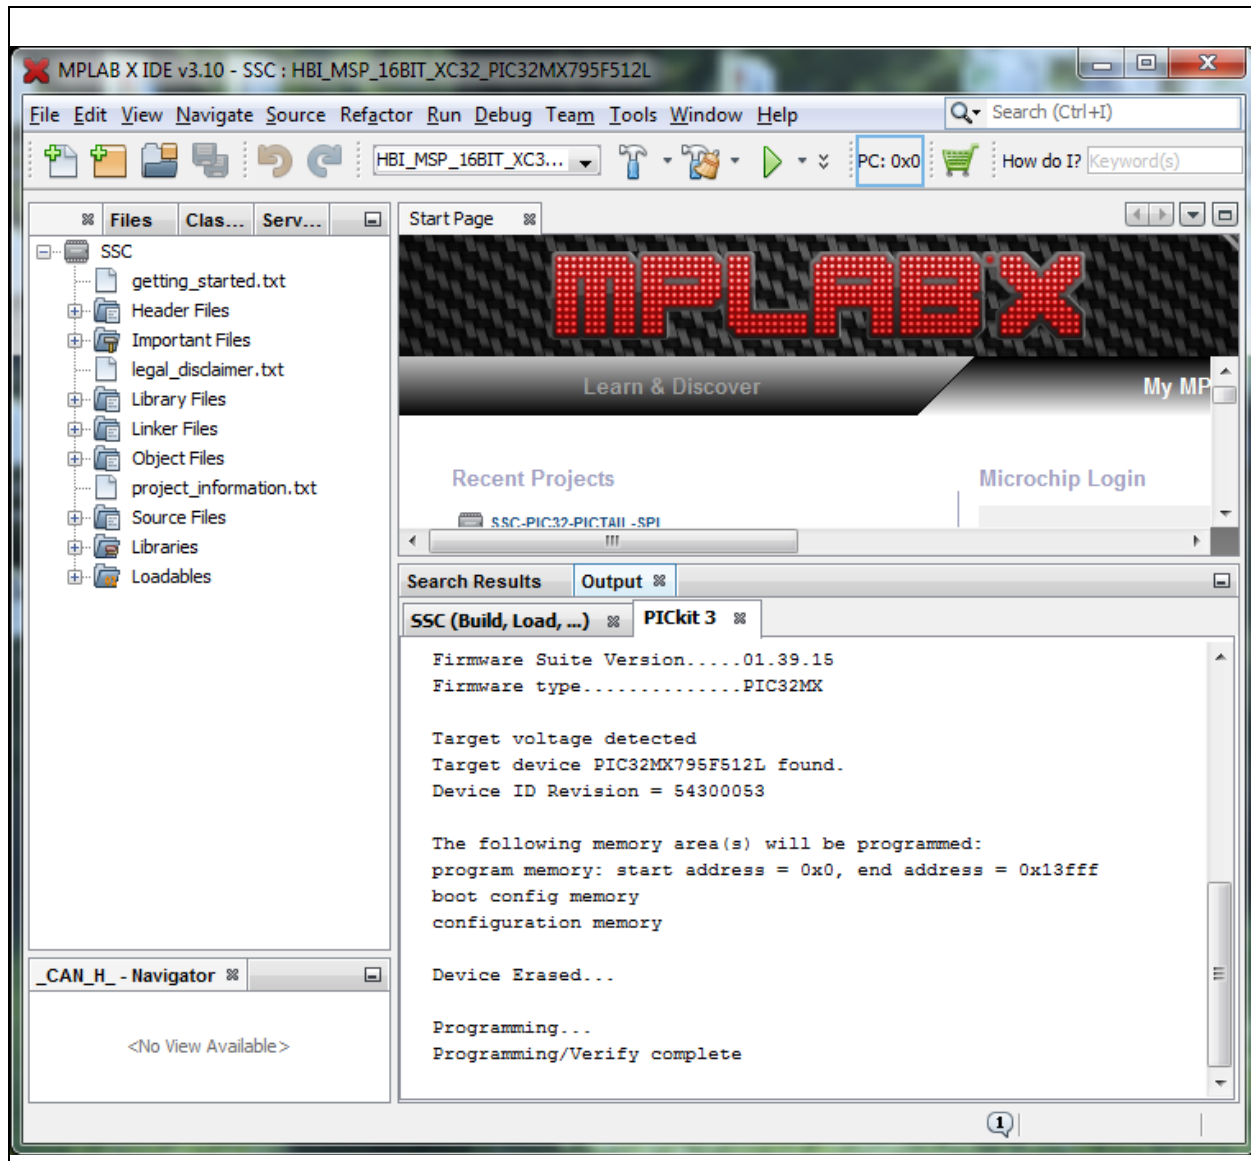 MPLAB X IDE v3.10 - SSC : HBI_MSP_16BIT_XC32_PIC32MX795F512L
File Edit View Navigate Source Refactor Run Debug Team Tools Window Help
Search (Ctrl+I)
HBI_MSP_16BIT_XC3...
PC: 0x0
How do I? Keyword(s)
Files Clas... Serv...
SSC
getting_started.txt
Header Files
Important Files
legal_disclaimer.txt
Library Files
Linker Files
Object Files
project_information.txt
Source Files
Libraries
Loadables
Start Page
MPLAB X
Learn & Discover
My MP
Recent Projects
Microchip Login
SSC-PIC32-PICTAIL-SPI
Search Results Output
SSC (Build, Load, ...) PICkit 3
Firmware Suite Version.....01.39.15
Firmware type..............PIC32MX
Target voltage detected
Target device PIC32MX795F512L found.
Device ID Revision = 54300053
The following memory area(s) will be programmed:
program memory: start address = 0x0, end address = 0x13fff
boot config memory
configuration memory
Device Erased...
Programming...
Programming/Verify complete
_CAN_H_ - Navigator
<No View Available>
1